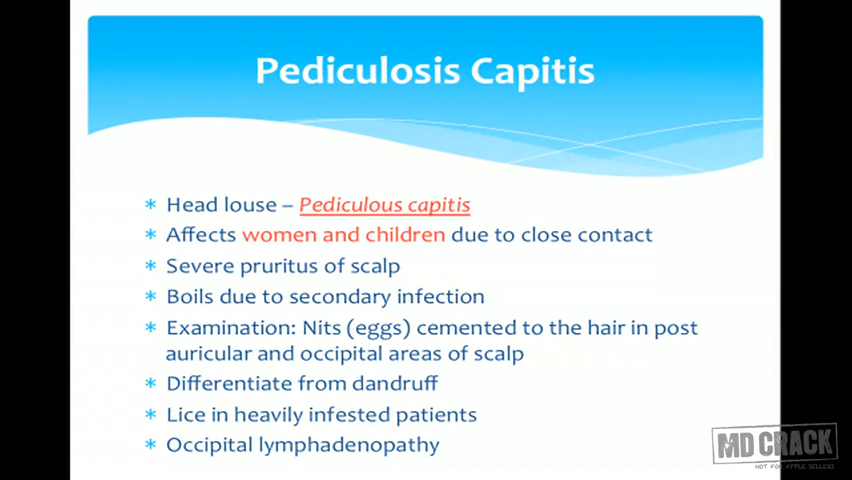 Pediculosis Capitis
* Head louse – Pediculous capitis
* Affects women and children due to close contact
* Severe pruritus of scalp
* Boils due to secondary infection
* Examination: Nits (eggs) cemented to the hair in post
auricular and occipital areas of scalp
* Differentiate from dandruff
* Lice in heavily infested patients
* Occipital lymphadenopathy
MD CRACK
NOT FOR APPLE SELLERS